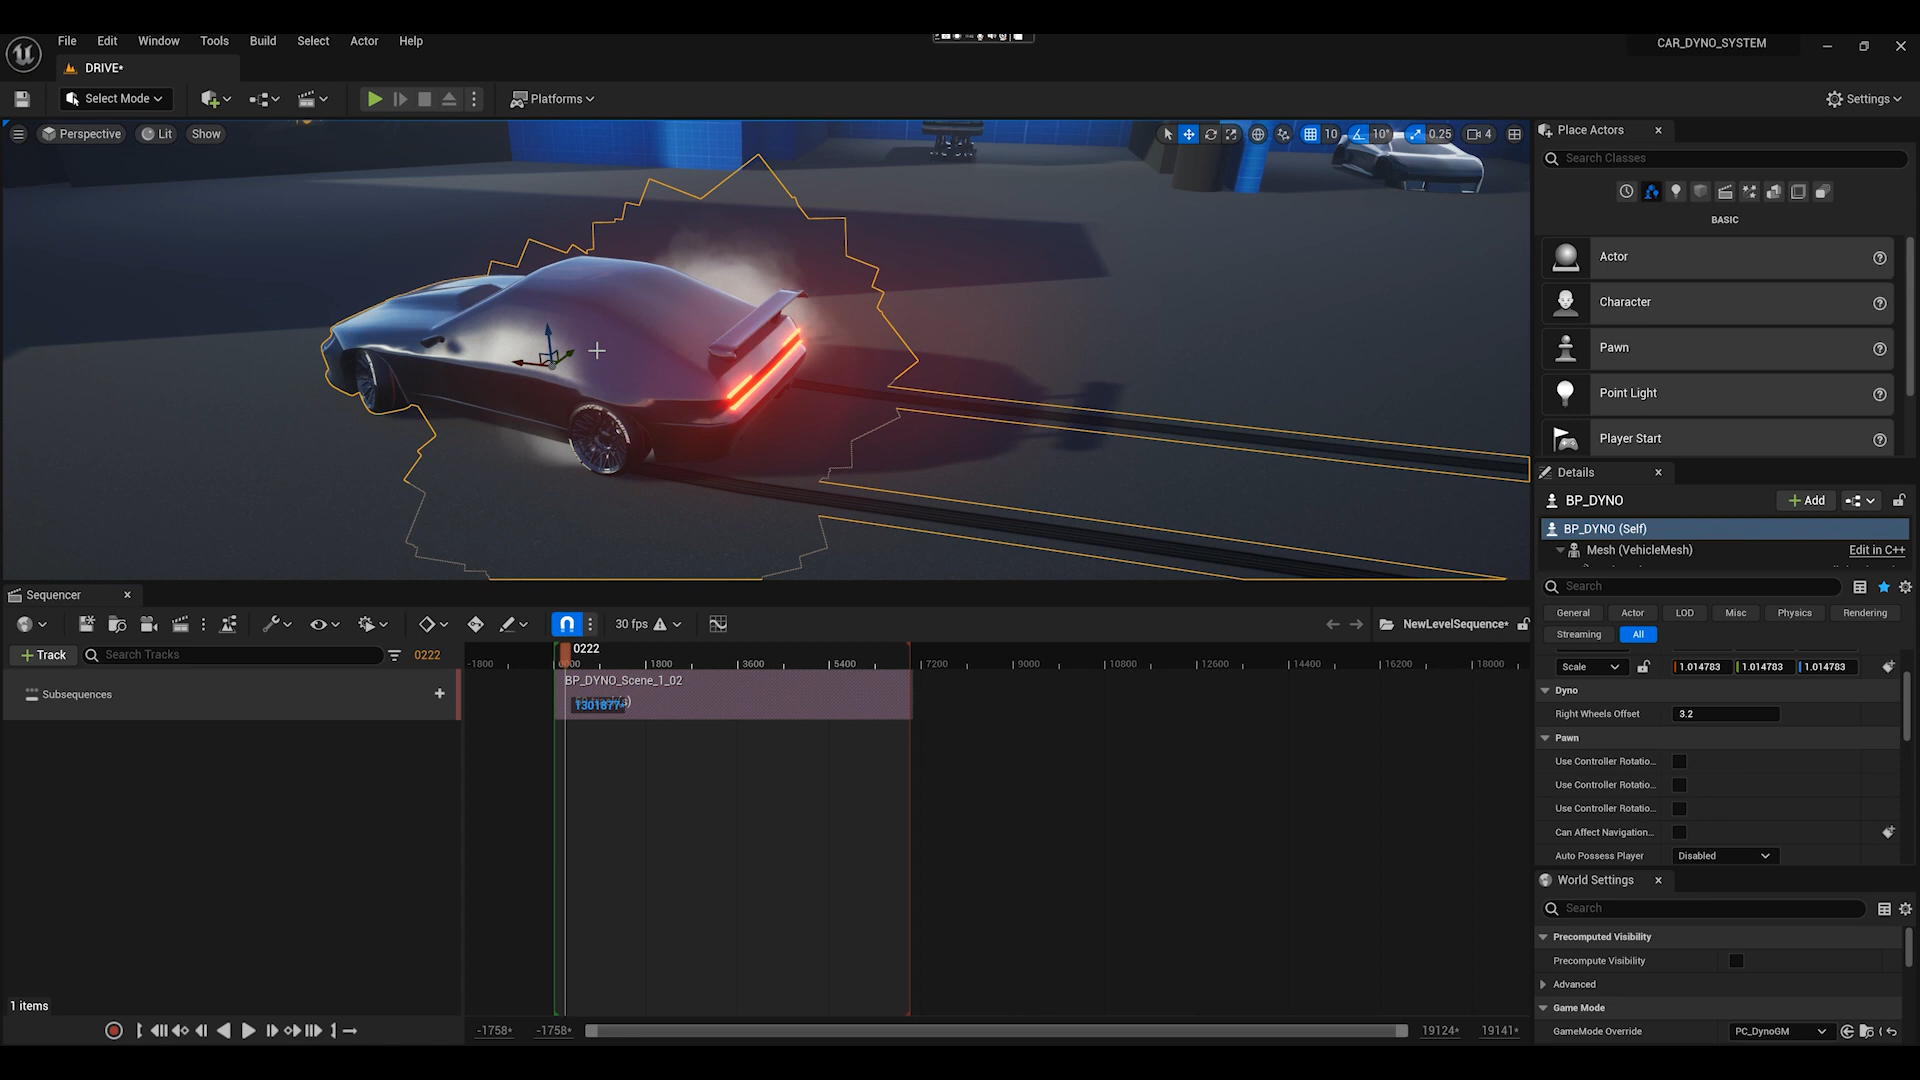 File Edit Window Tools Build Select Actor Help
CAR_DYNO_SYSTEM
DRIVE*
Select Mode
Platforms
Settings
Perspective Lit Show
10 10° 0.25 4
Place Actors
Search Classes
BASIC
Actor
Character
Pawn
Point Light
Player Start
Details
BP_DYNO
Add
BP_DYNO (Self)
Mesh (VehicleMesh) Edit in C++
Search
General Actor LOD Misc Physics Rendering
Streaming All
Scale 1.014783 1.014783 1.014783
Dyno
Right Wheels Offset 3.2
Pawn
Use Controller Rotatio...
Use Controller Rotatio...
Use Controller Rotatio...
Can Affect Navigation...
Auto Possess Player Disabled
World Settings
Search
Precomputed Visibility
Precompute Visibility
Advanced
Game Mode
GameMode Override PC_DynoGM
Sequencer
30 fps
NewLevelSequence*
+ Track Search Tracks 0222
0222
-1800 0000 1800 3600 5400 7200 9000 10800 12600 14400 16200 18000
Subsequences
BP_DYNO_Scene_1_02
1 items
-1758* -1758* 19124* 19141*